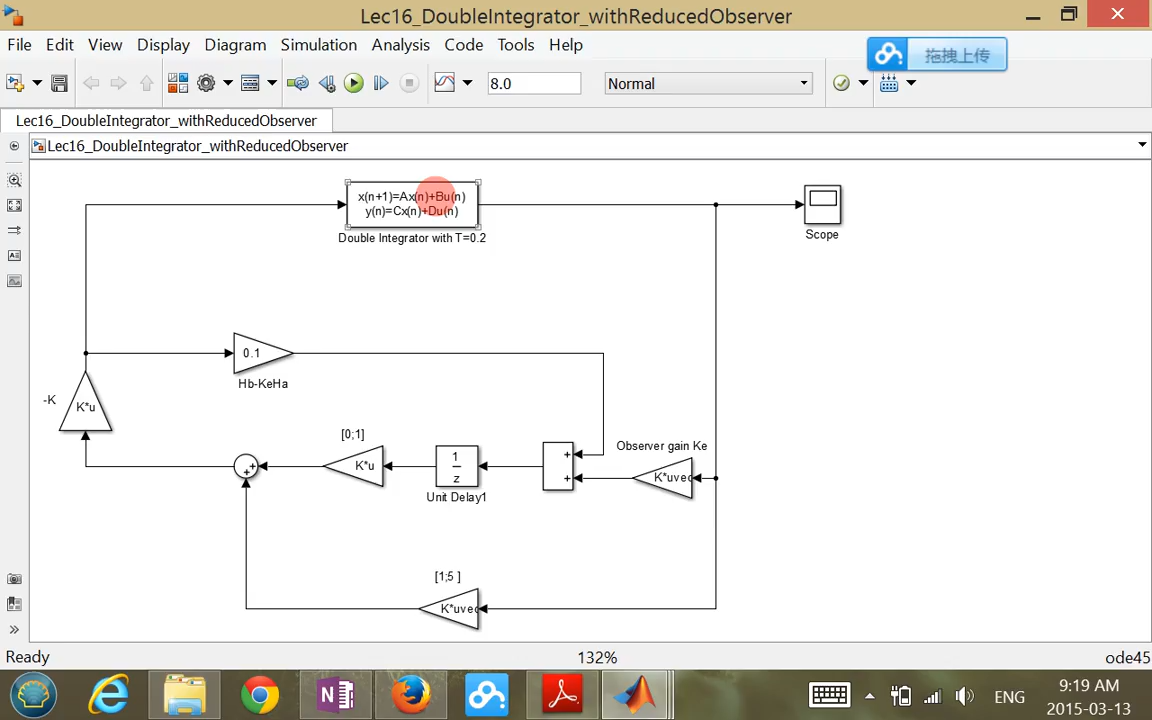 Lec16_DoubleIntegrator_withReducedObserver
File Edit View Display Diagram Simulation Analysis Code Tools Help
拖拽上传
8.0
Normal
Lec16_DoubleIntegrator_withReducedObserver
Lec16_DoubleIntegrator_withReducedObserver
x(n+1)=Ax(n)+Bu(n)
y(n)=Cx(n)+Du(n)
Double Integrator with T=0.2
Scope
0.1
Hb-KeHa
-K
K*u
[0;1]
K*u
1
z
Unit Delay1
+
+
Observer gain Ke
K*uvec
+
+
[1;5 ]
K*uvec
Ready
132%
ode45
ENG
9:19 AM
2015-03-13